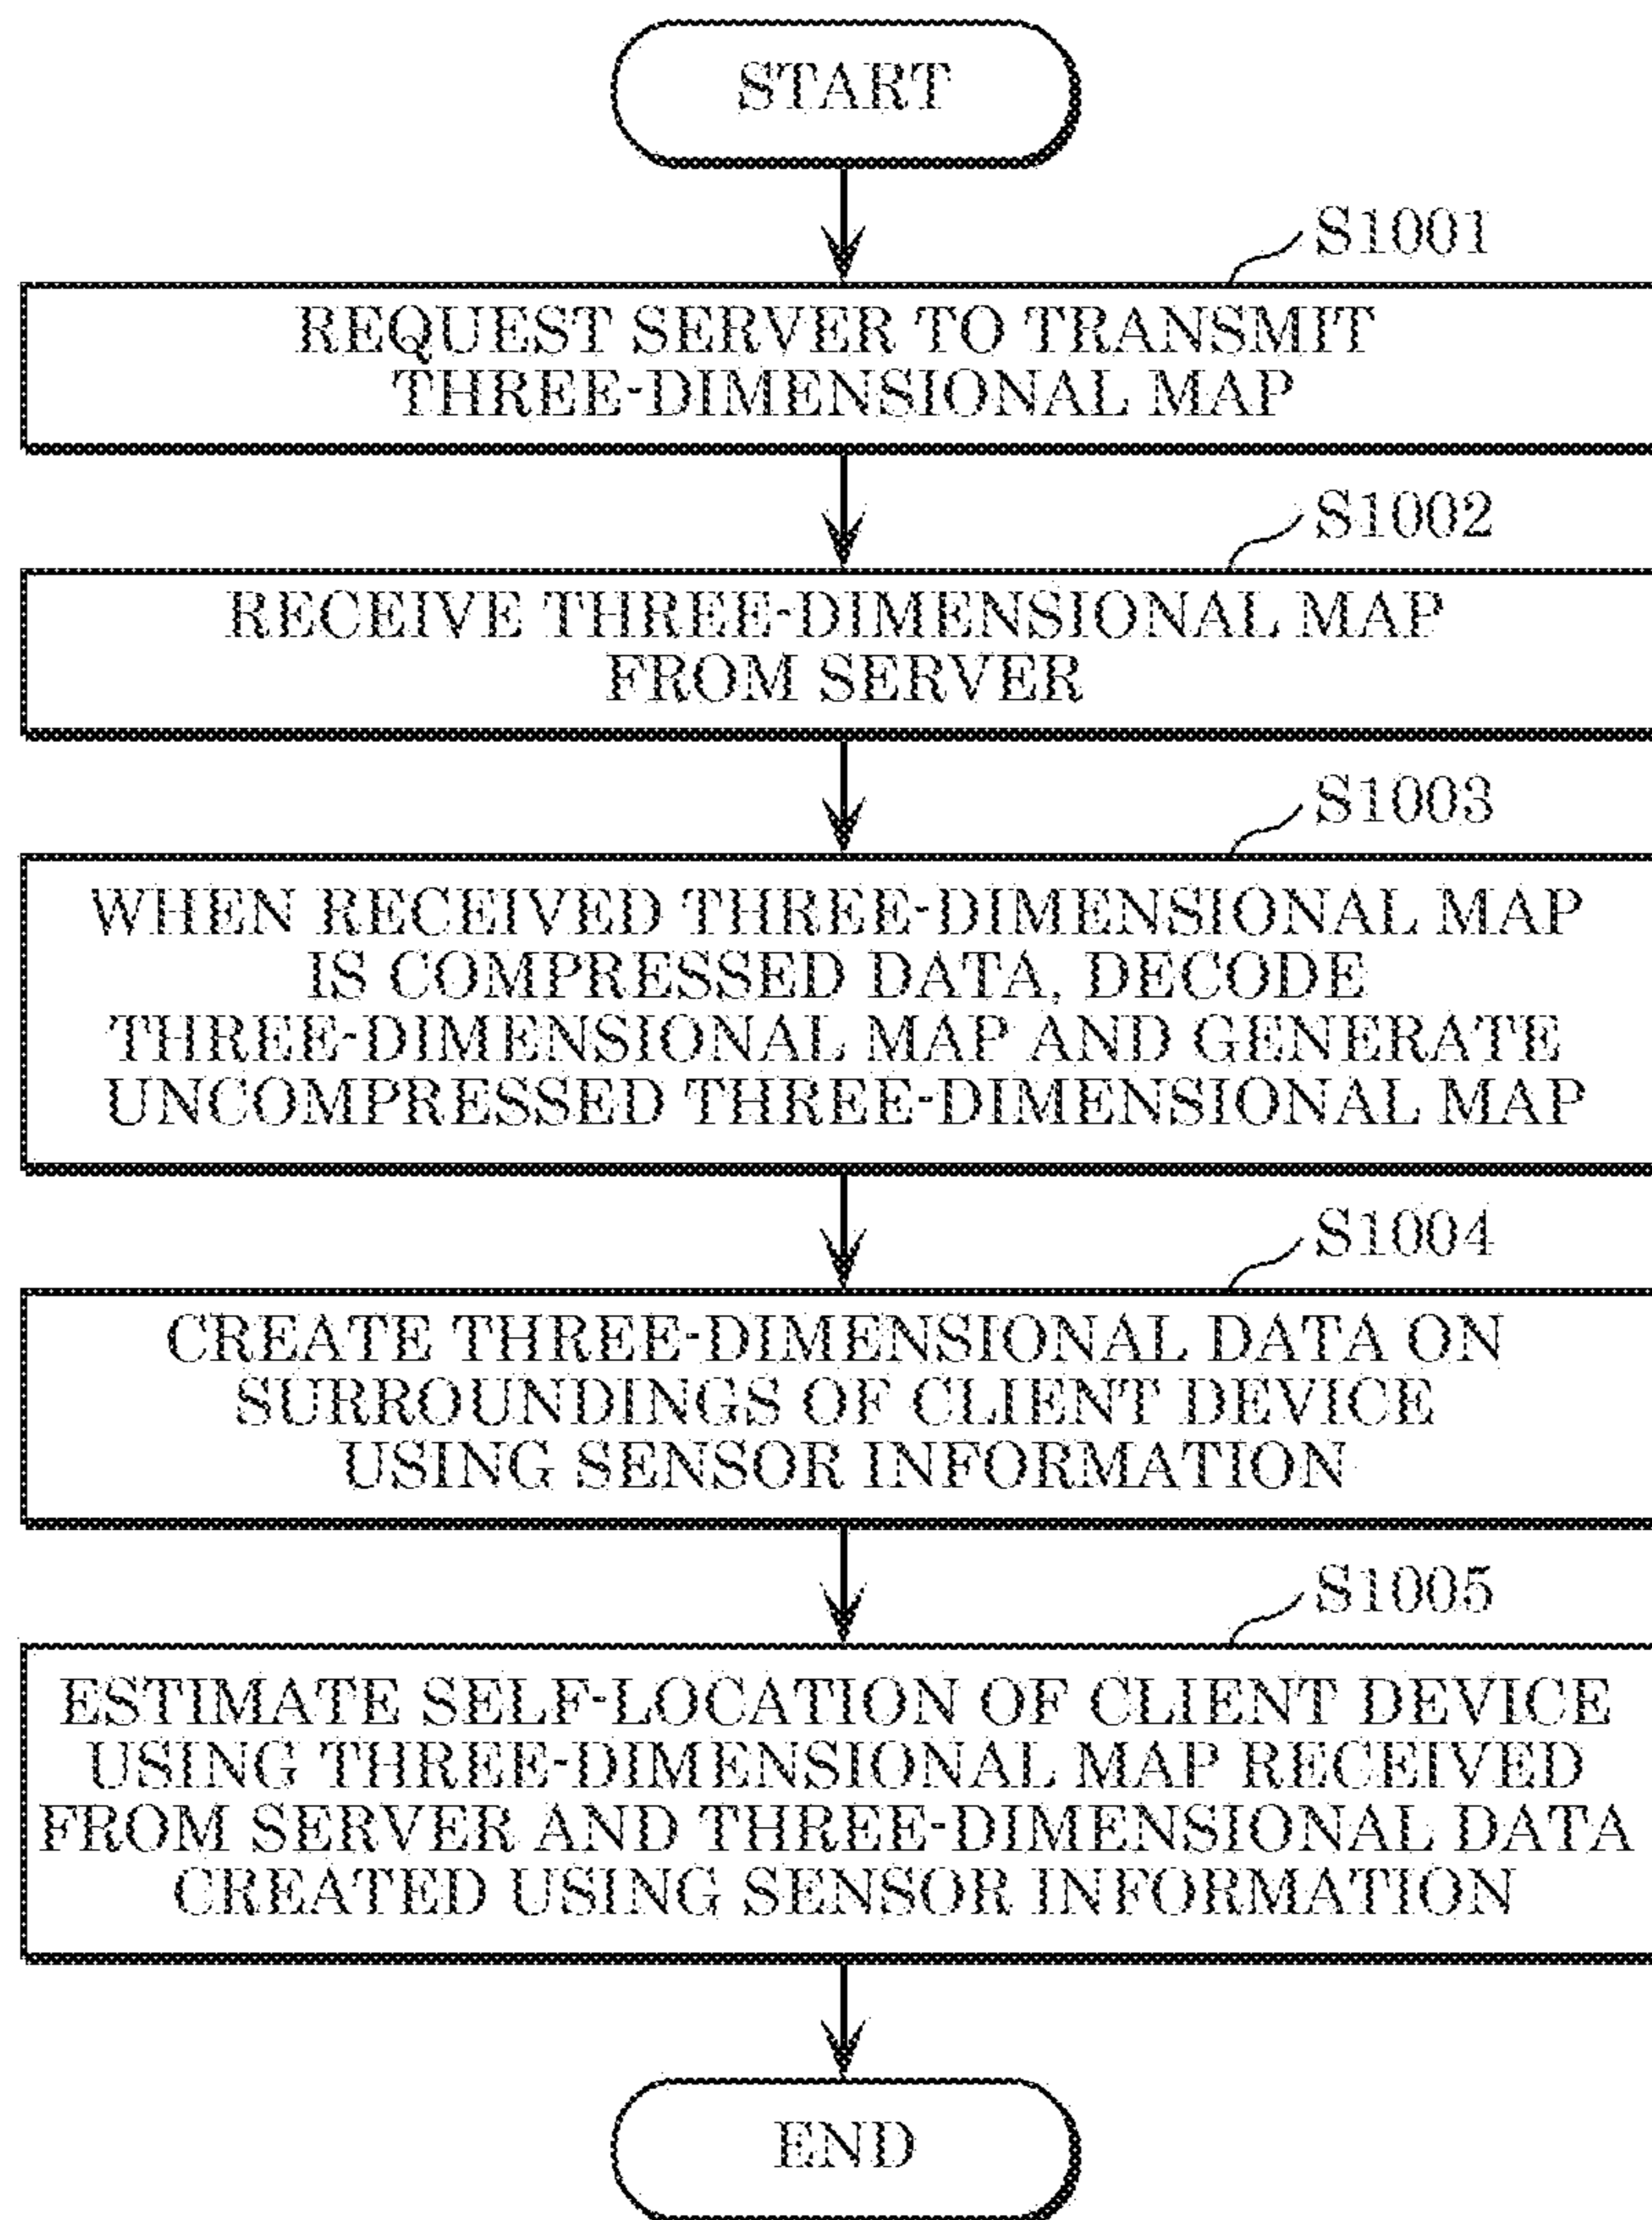 START
S1001
REQUEST SERVER TO TRANSMIT
THREE-DIMENSIONAL MAP
S1002
RECEIVE THREE-DIMENSIONAL MAP
FROM SERVER
S1003
WHEN RECEIVED THREE-DIMENSIONAL MAP
IS COMPRESSED DATA, DECODE
THREE-DIMENSIONAL MAP AND GENERATE
UNCOMPRESSED THREE-DIMENSIONAL MAP
S1004
CREATE THREE-DIMENSIONAL DATA ON
SURROUNDINGS OF CLIENT DEVICE
USING SENSOR INFORMATION
S1005
ESTIMATE SELF-LOCATION OF CLIENT DEVICE
USING THREE-DIMENSIONAL MAP RECEIVED
FROM SERVER AND THREE-DIMENSIONAL DATA
CREATED USING SENSOR INFORMATION
END